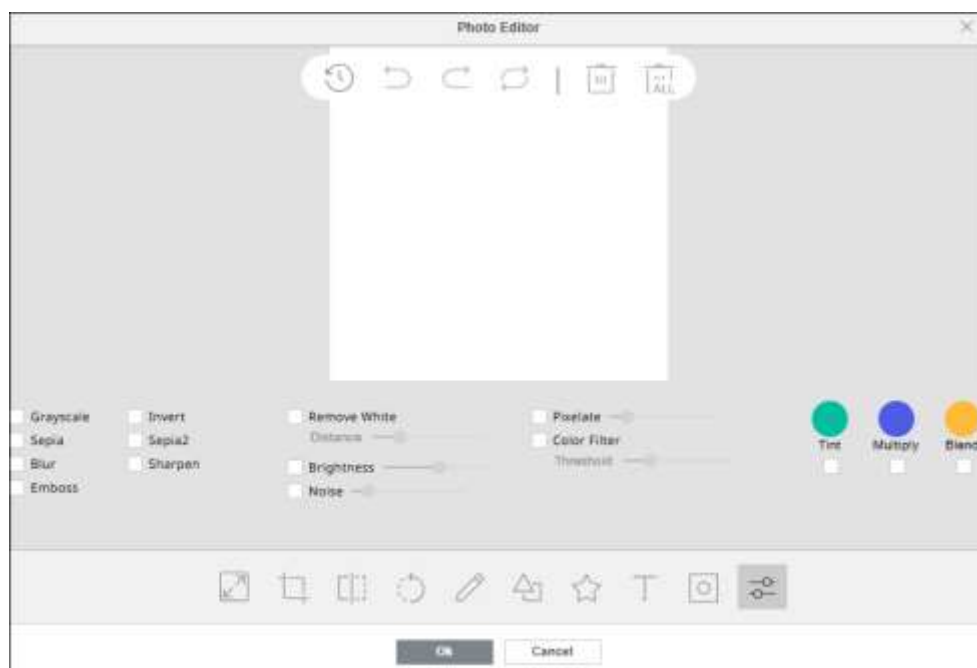 Photo Editor
ALL
Grayscale
Invert
Remove White
Pixelate
Sepia
Sepia2
Distance
Color Filter
Tint
Multiply
Blend
Blur
Sharpen
Brightness
Threshold
Emboss
Noise
T
Ok
Cancel